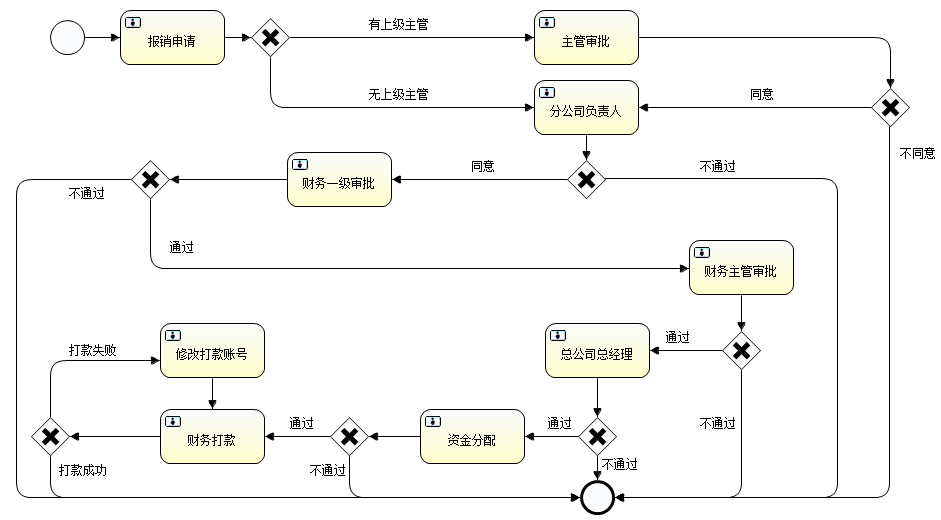 有上级主管
报销申请
主管审批
无上级主管
同意
分公司负责人
不同意
同意
不通过
财务一级审批
不通过
通过
财务主管审批
通过
打款失败
修改打款账号
总公司总经理
通过
通过
不通过
财务打款
资金分配
打款成功
不通过
不通过